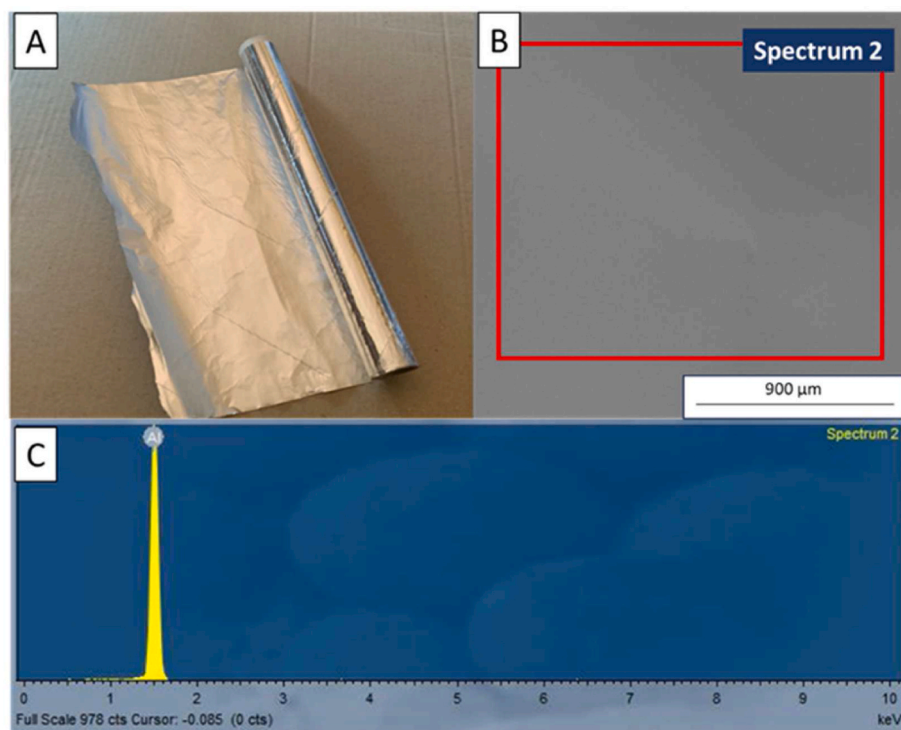 A
B
Spectrum 2
900 µm
C
Al
Spectrum 2
0 1 2 3 4 5 6 7 8 9 10
Full Scale 978 cts Cursor: -0.085 (0 cts)
keV